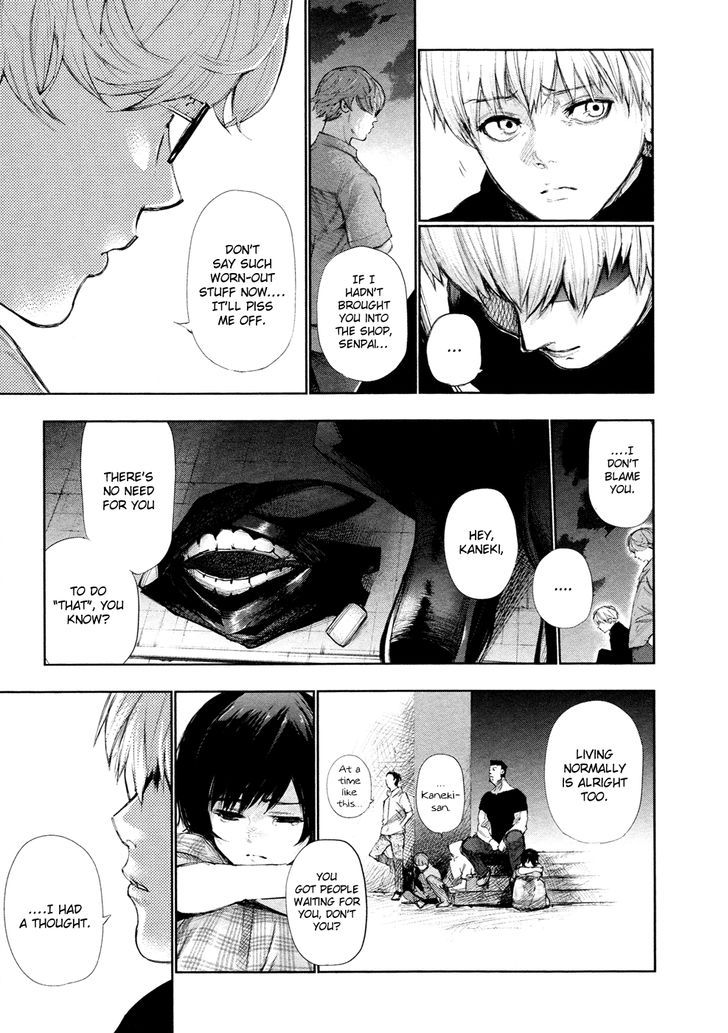 ...
IF I
HADN'T
BROUGHT
YOU INTO
THE SHOP,
SENPAI...
DON'T
SAY SUCH
WORN-OUT
STUFF NOW....
IT'LL PISS
ME OFF.
....I
DON'T
BLAME
YOU.
....
HEY,
KANEKI,
THERE'S
NO NEED
FOR YOU
TO DO
"THAT", YOU
KNOW?
LIVING
NORMALLY
IS ALRIGHT
TOO.
...
Kaneki-
san.
At a
time
like
this...
YOU
GOT PEOPLE
WAITING FOR
YOU, DON'T
YOU?
....I HAD
A THOUGHT.